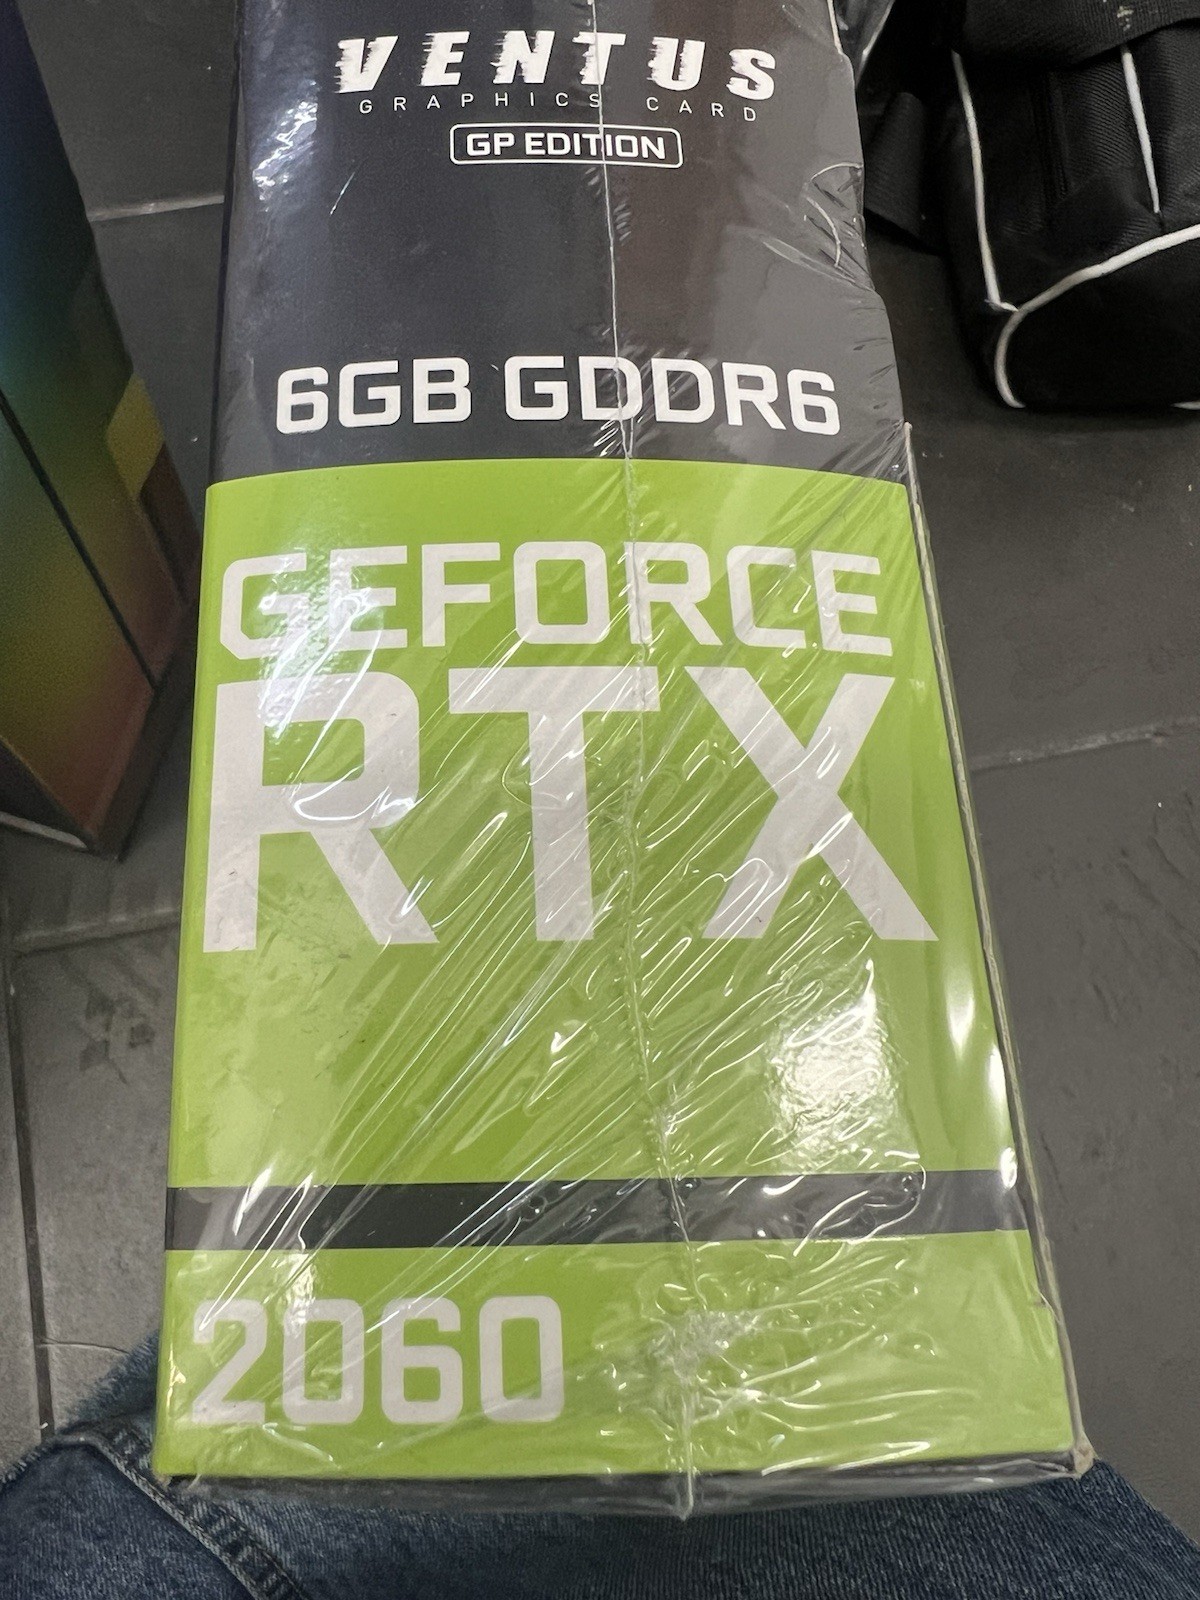 VENTUS
GRAPHICS CARD
GP EDITION
6GB GDDR6
GEFORCE
RTX
2060